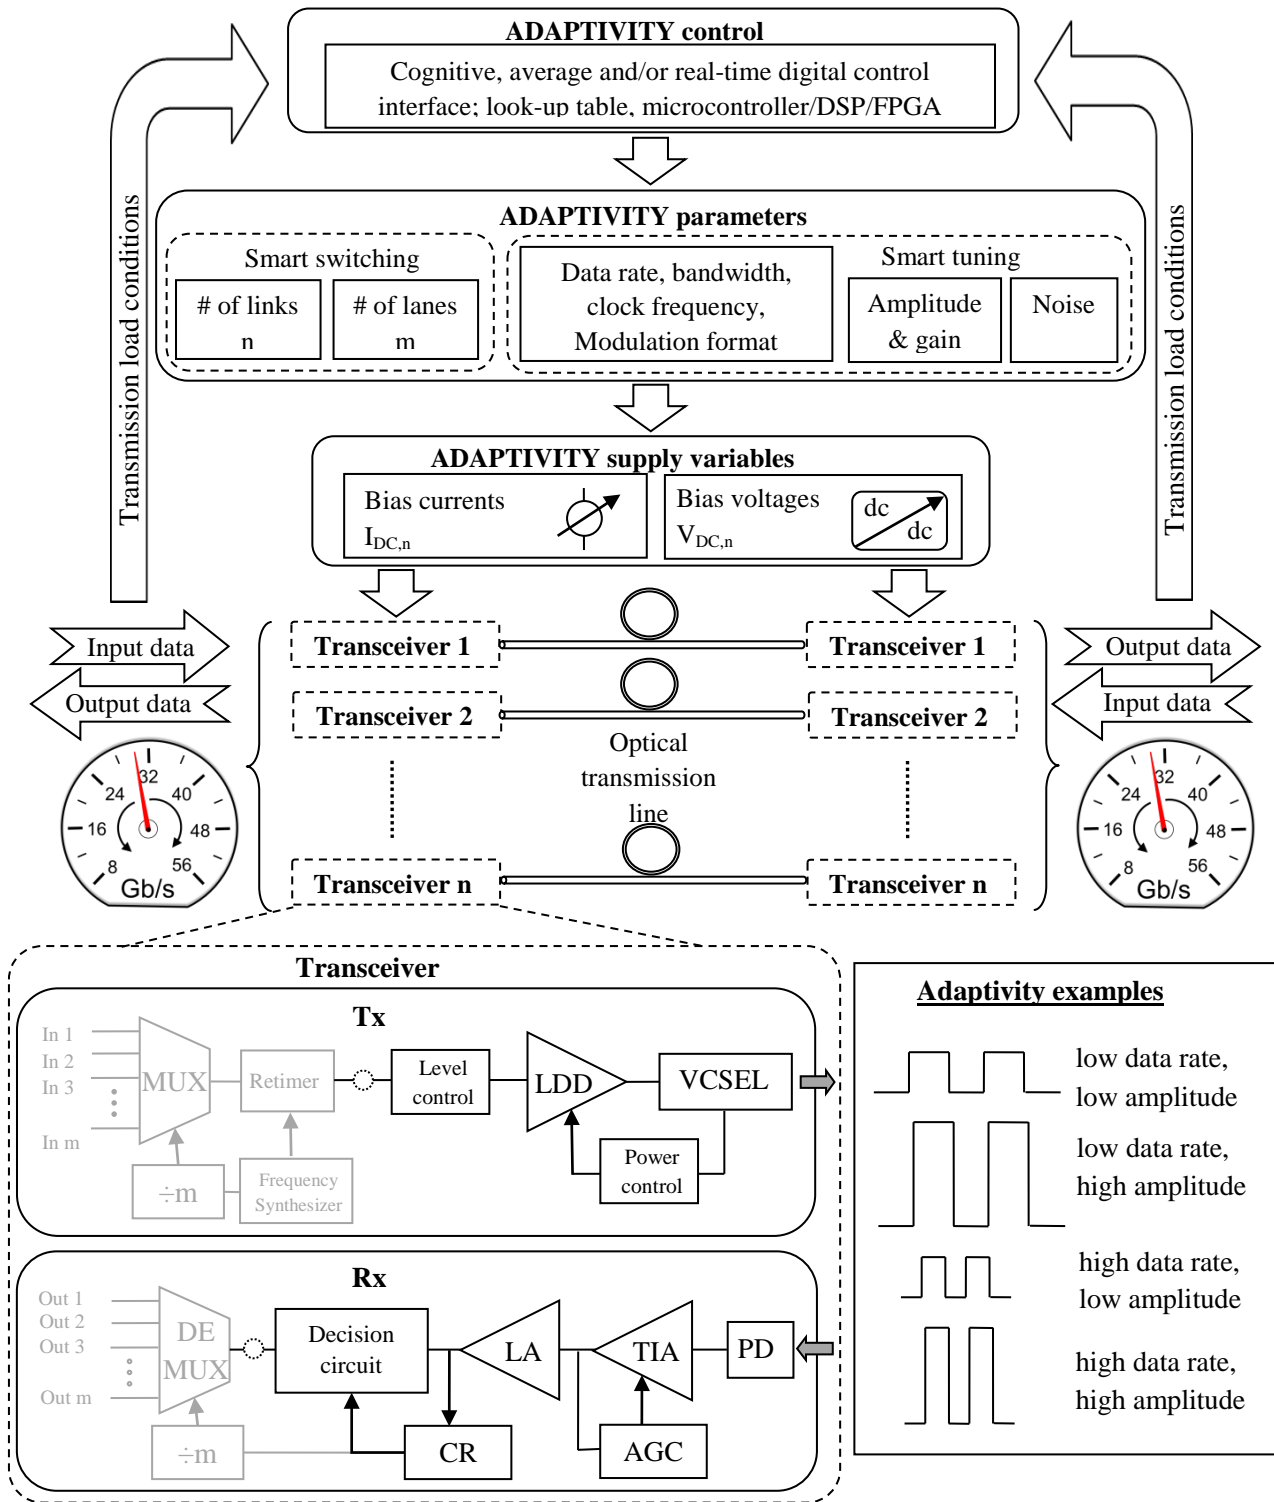 ADAPTIVITY control
Cognitive, average and/or real-time digital control
interface; look-up table, microcontroller/DSP/FPGA
Transmission load conditions
Transmission load conditions
ADAPTIVITY parameters
Smart switching
# of links
n
# of lanes
m
Data rate, bandwidth,
clock frequency,
Modulation format
Smart tuning
Amplitude
& gain
Noise
ADAPTIVITY supply variables
Bias currents
I_DC,n
Bias voltages
V_DC,n
dc
dc
Input data
Output data
Transceiver 1
Transceiver 1
Output data
Input data
Transceiver 2
Transceiver 2
Optical
transmission
line
Transceiver n
Transceiver n
8
16
24
32
40
48
56
Gb/s
8
16
24
32
40
48
56
Gb/s
Transceiver
Tx
In 1
In 2
In 3
In m
MUX
Retimer
Level
control
LDD
VCSEL
Power
control
÷m
Frequency
Synthesizer
Rx
Out 1
Out 2
Out 3
Out m
DE
MUX
Decision
circuit
LA
TIA
PD
÷m
CR
AGC
Adaptivity examples
low data rate,
low amplitude
low data rate,
high amplitude
high data rate,
low amplitude
high data rate,
high amplitude